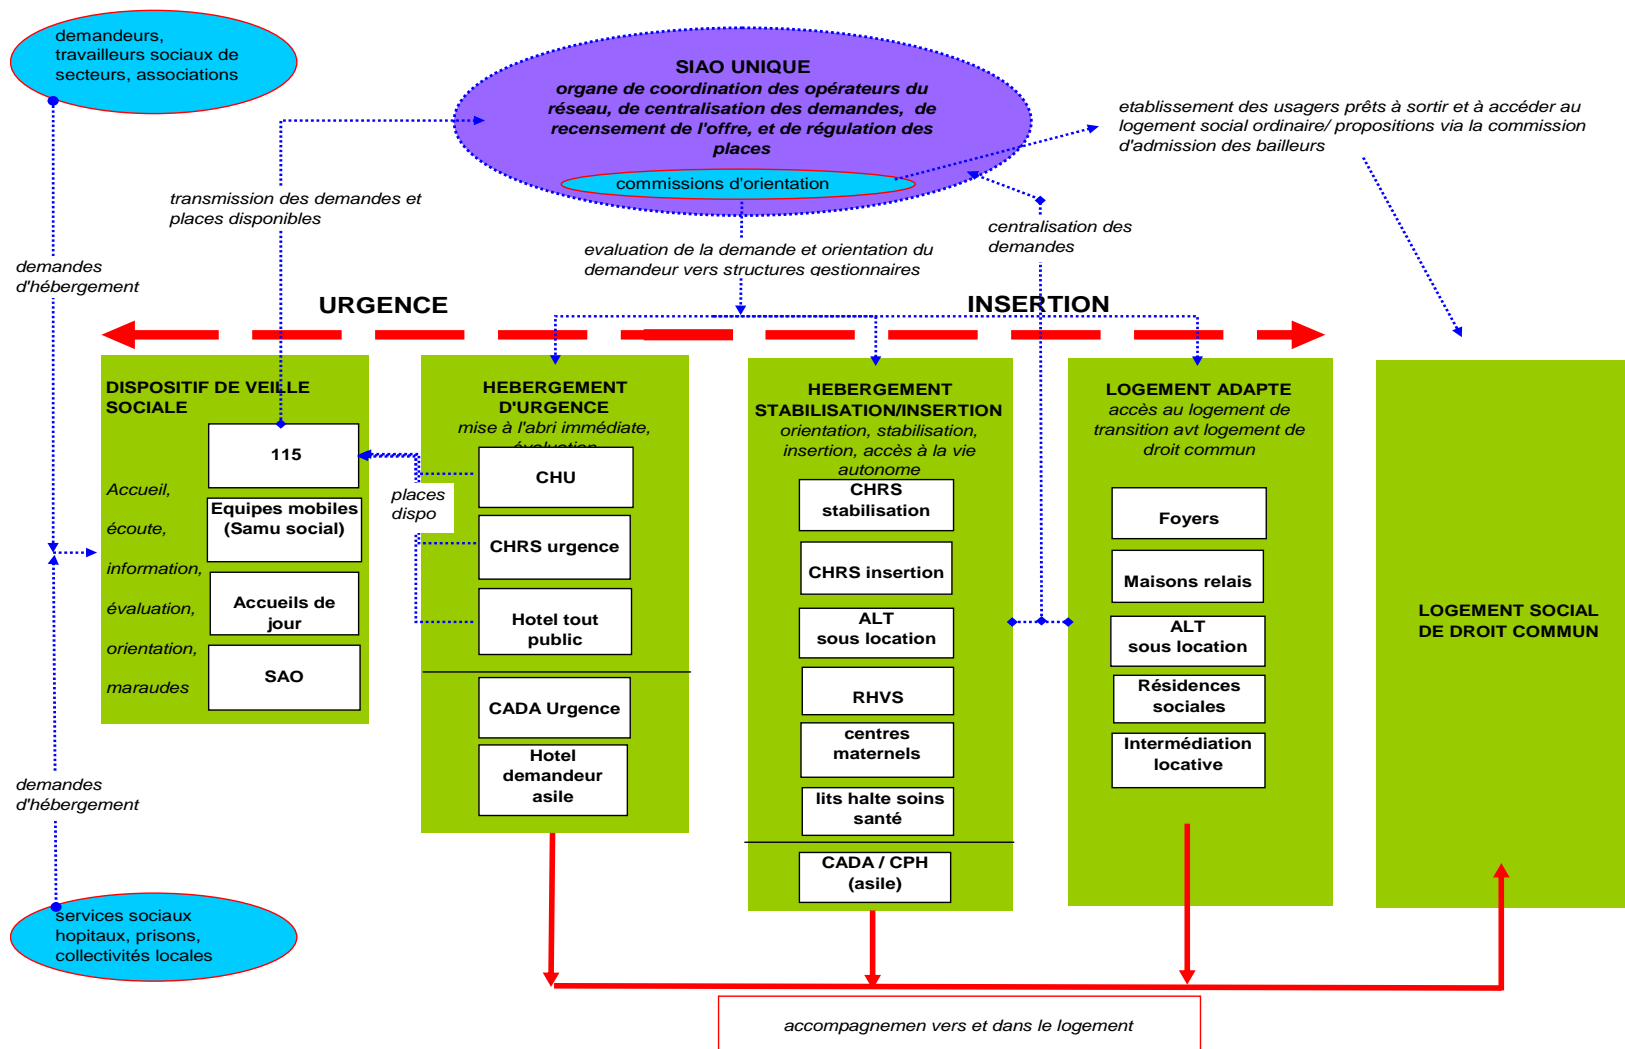 demandeurs,
travailleurs sociaux de
secteurs, associations
SIAO UNIQUE
organe de coordination des opérateurs du
réseau, de centralisation des demandes, de
recensement de l'offre, et de régulation des
places
commissions d'orientation
etablissement des usagers prêts à sortir et à accéder au
logement social ordinaire/ propositions via la commission
d'admission des bailleurs
transmission des demandes et
places disponibles
evaluation de la demande et orientation du
demandeur vers structures gestionnaires
centralisation des
demandes
demandes
d'hébergement
URGENCE
INSERTION
DISPOSITIF DE VEILLE
SOCIALE
115
Equipes mobiles
(Samu social)
Accueils de
jour
SAO
Accueil,
écoute,
information,
évaluation,
orientation,
maraudes
places
dispo
HEBERGEMENT
D'URGENCE
mise à l'abri immédiate,
évaluation
CHU
CHRS urgence
Hotel tout
public
CADA Urgence
Hotel
demandeur
asile
HEBERGEMENT
STABILISATION/INSERTION
orientation, stabilisation,
insertion, accès à la vie
autonome
CHRS
stabilisation
CHRS insertion
ALT
sous location
RHVS
centres
maternels
lits halte soins
santé
CADA / CPH
(asile)
LOGEMENT ADAPTE
accès au logement de
transition avt logement de
droit commun
Foyers
Maisons relais
ALT
sous location
Résidences
sociales
Intermédiation
locative
LOGEMENT SOCIAL
DE DROIT COMMUN
demandes
d'hébergement
services sociaux
hopitaux, prisons,
collectivités locales
accompagnemen vers et dans le logement